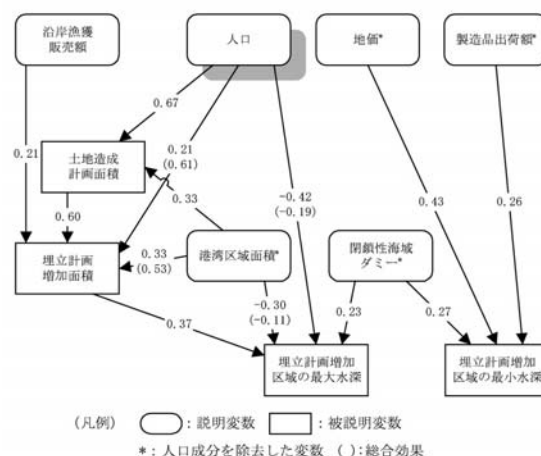 沿岸漁獲
販売額
人口
地価*
製造品出荷額*
0.67
0.21
0.21
(0.61)
土地造成
計画面積
0.33
-0.42
(-0.19)
0.43
0.26
0.60
埋立計画
増加面積
0.33
(0.53)
港湾区域面積*
閉鎖性海域
ダミー*
-0.30
(-0.11)
0.23
0.27
0.37
埋立計画増加
区域の最大水深
埋立計画増加
区域の最小水深
(凡例) :説明変数 :被説明変数
*:人口成分を除去した変数 ( ):総合効果